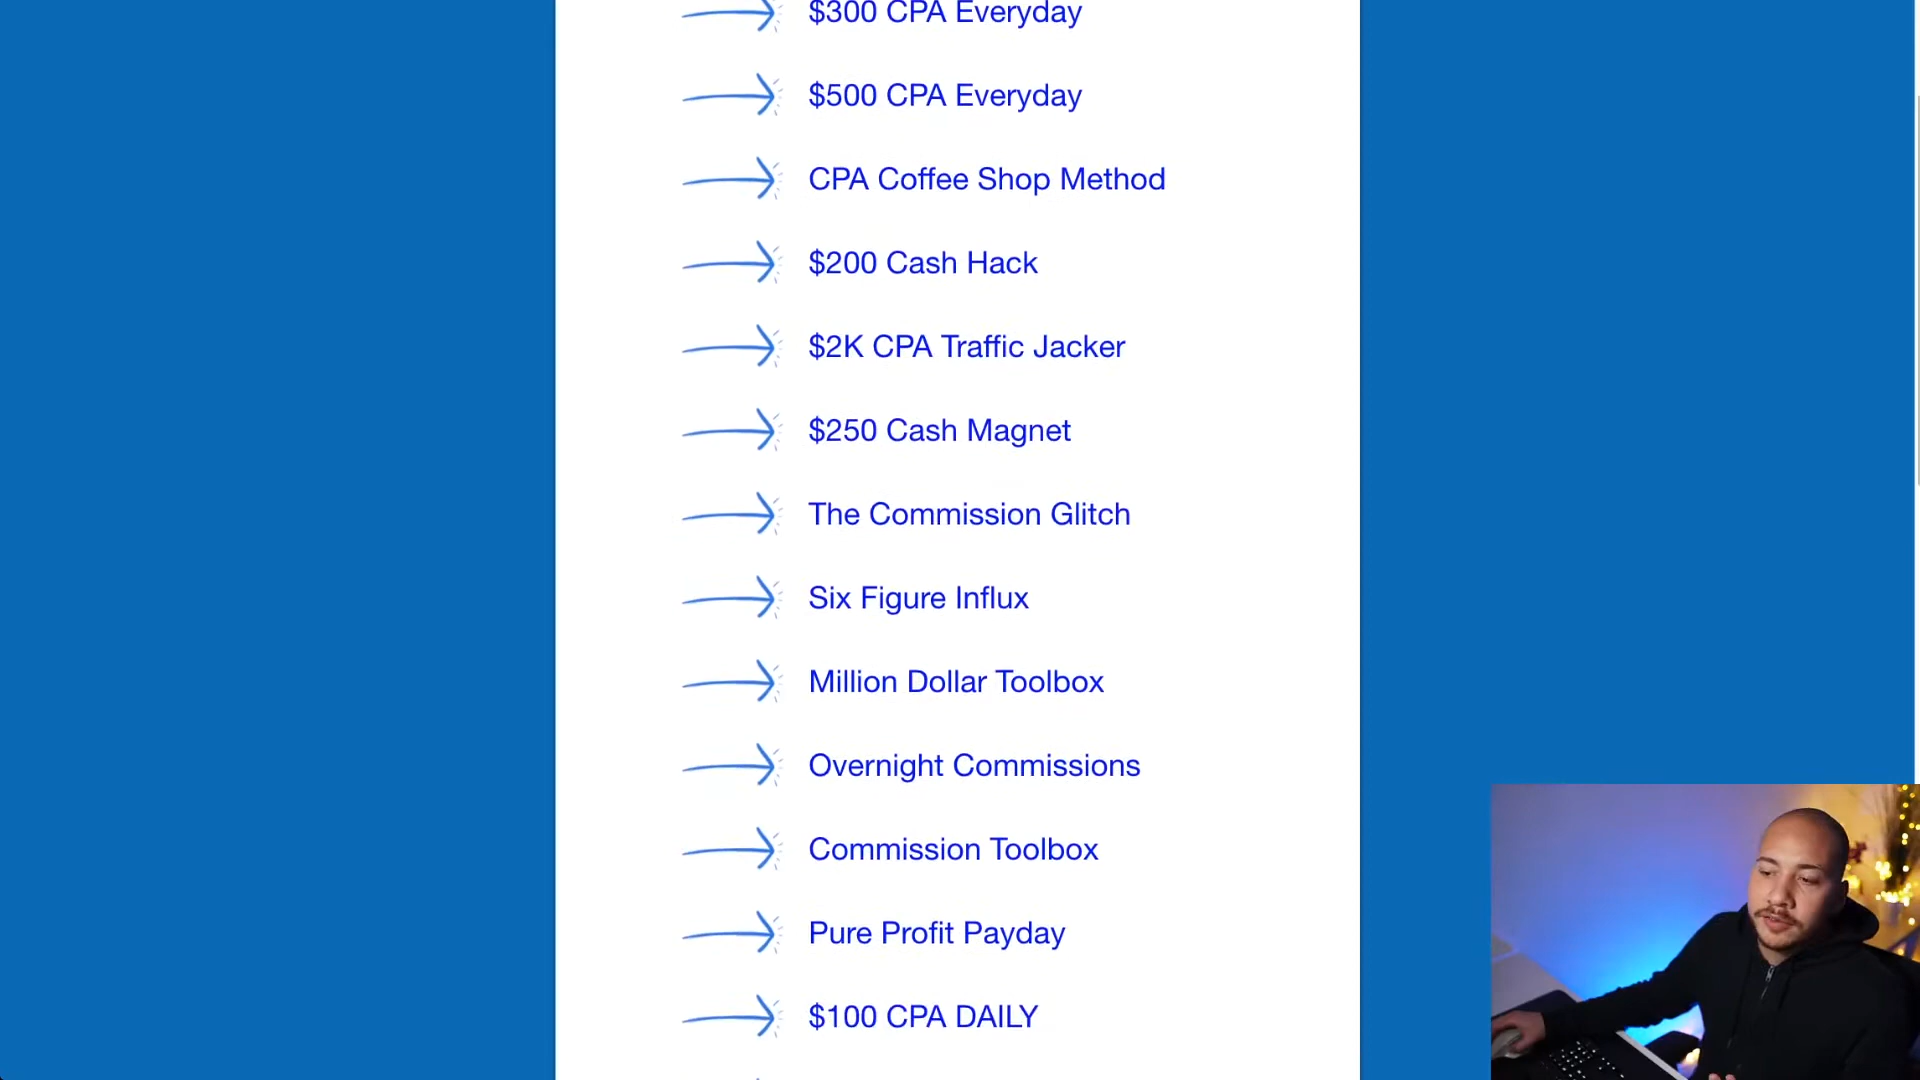 $300 CPA Everyday
$500 CPA Everyday
CPA Coffee Shop Method
$200 Cash Hack
$2K CPA Traffic Jacker
$250 Cash Magnet
The Commission Glitch
Six Figure Influx
Million Dollar Toolbox
Overnight Commissions
Commission Toolbox
Pure Profit Payday
$100 CPA DAILY